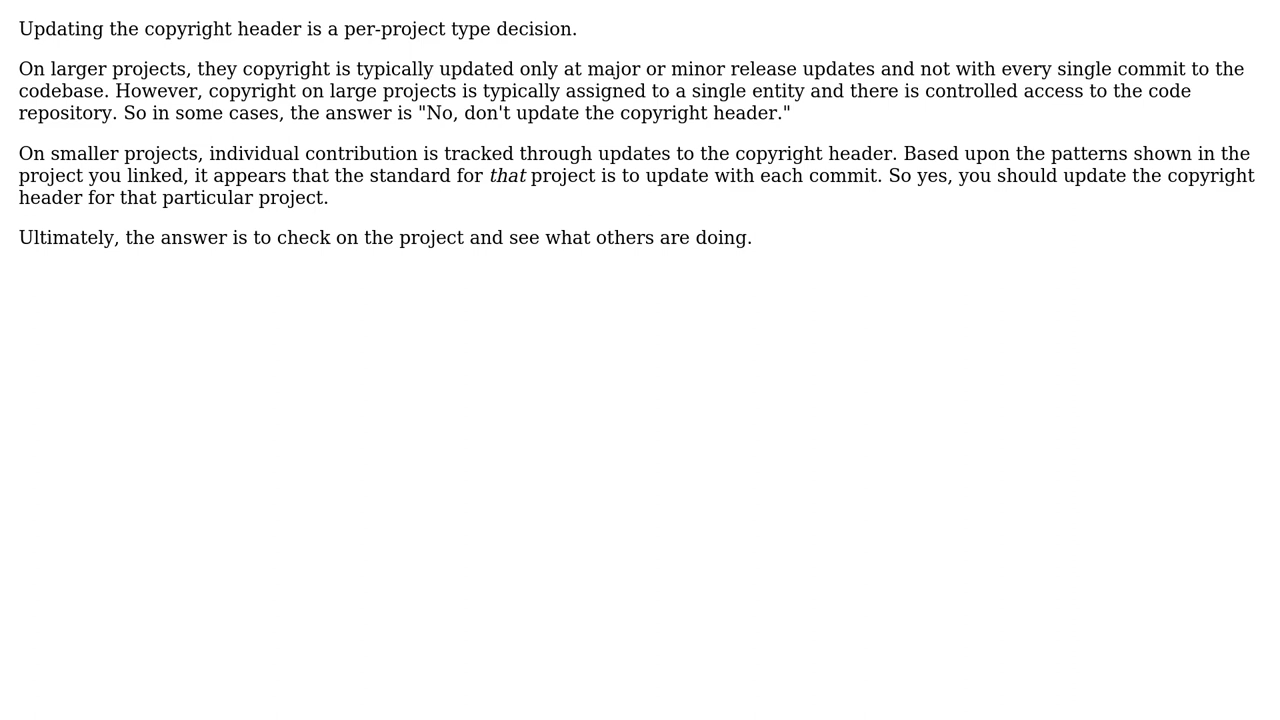 Updating the copyright header is a per-project type decision.
On larger projects, they copyright is typically updated only at major or minor release updates and not with every single commit to the
codebase. However, copyright on large projects is typically assigned to a single entity and there is controlled access to the code
repository. So in some cases, the answer is "No, don't update the copyright header."
On smaller projects, individual contribution is tracked through updates to the copyright header. Based upon the patterns shown in the
project you linked, it appears that the standard for that project is to update with each commit. So yes, you should update the copyright
header for that particular project.
Ultimately, the answer is to check on the project and see what others are doing.